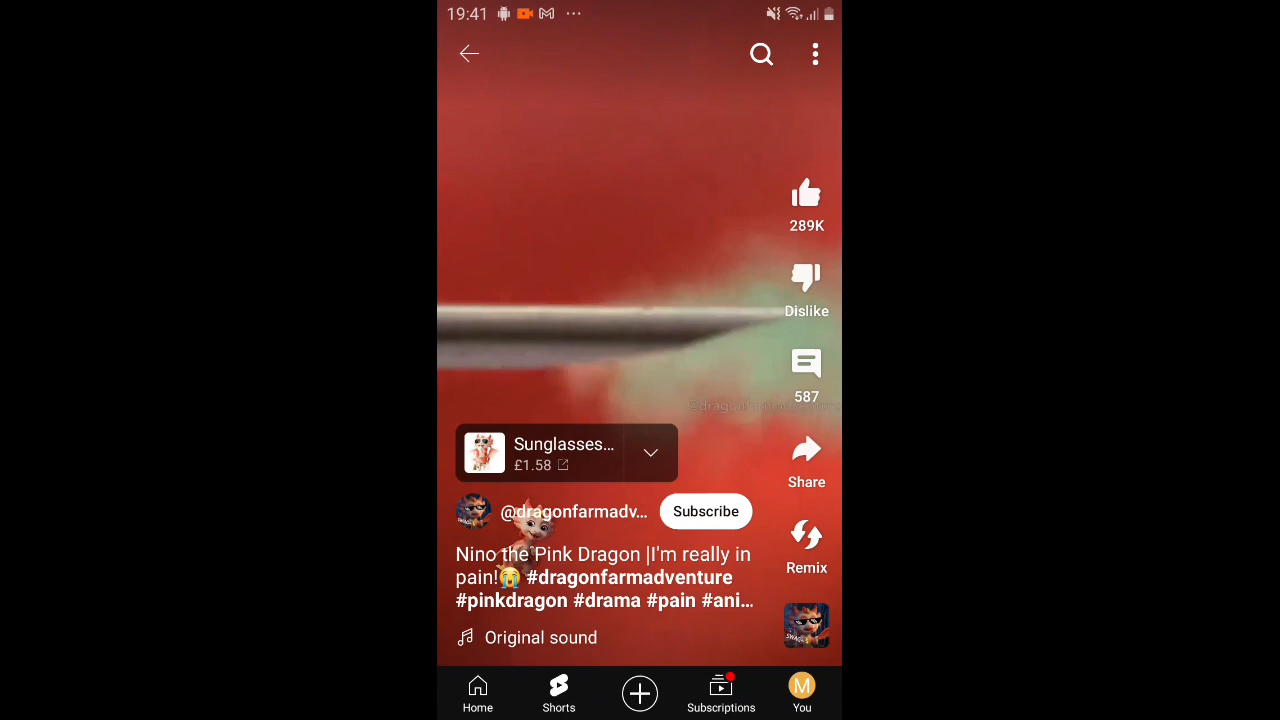 19:41
289K
Dislike
587
Sunglasses...
£1.58
Share
@dragonfarmadv...
Subscribe
Nino the Pink Dragon |I'm really in
pain!😭 #dragonfarmadventure
#pinkdragon #drama #pain #ani...
Remix
SWAGLS
Original sound
Home
Shorts
Subscriptions
M
You